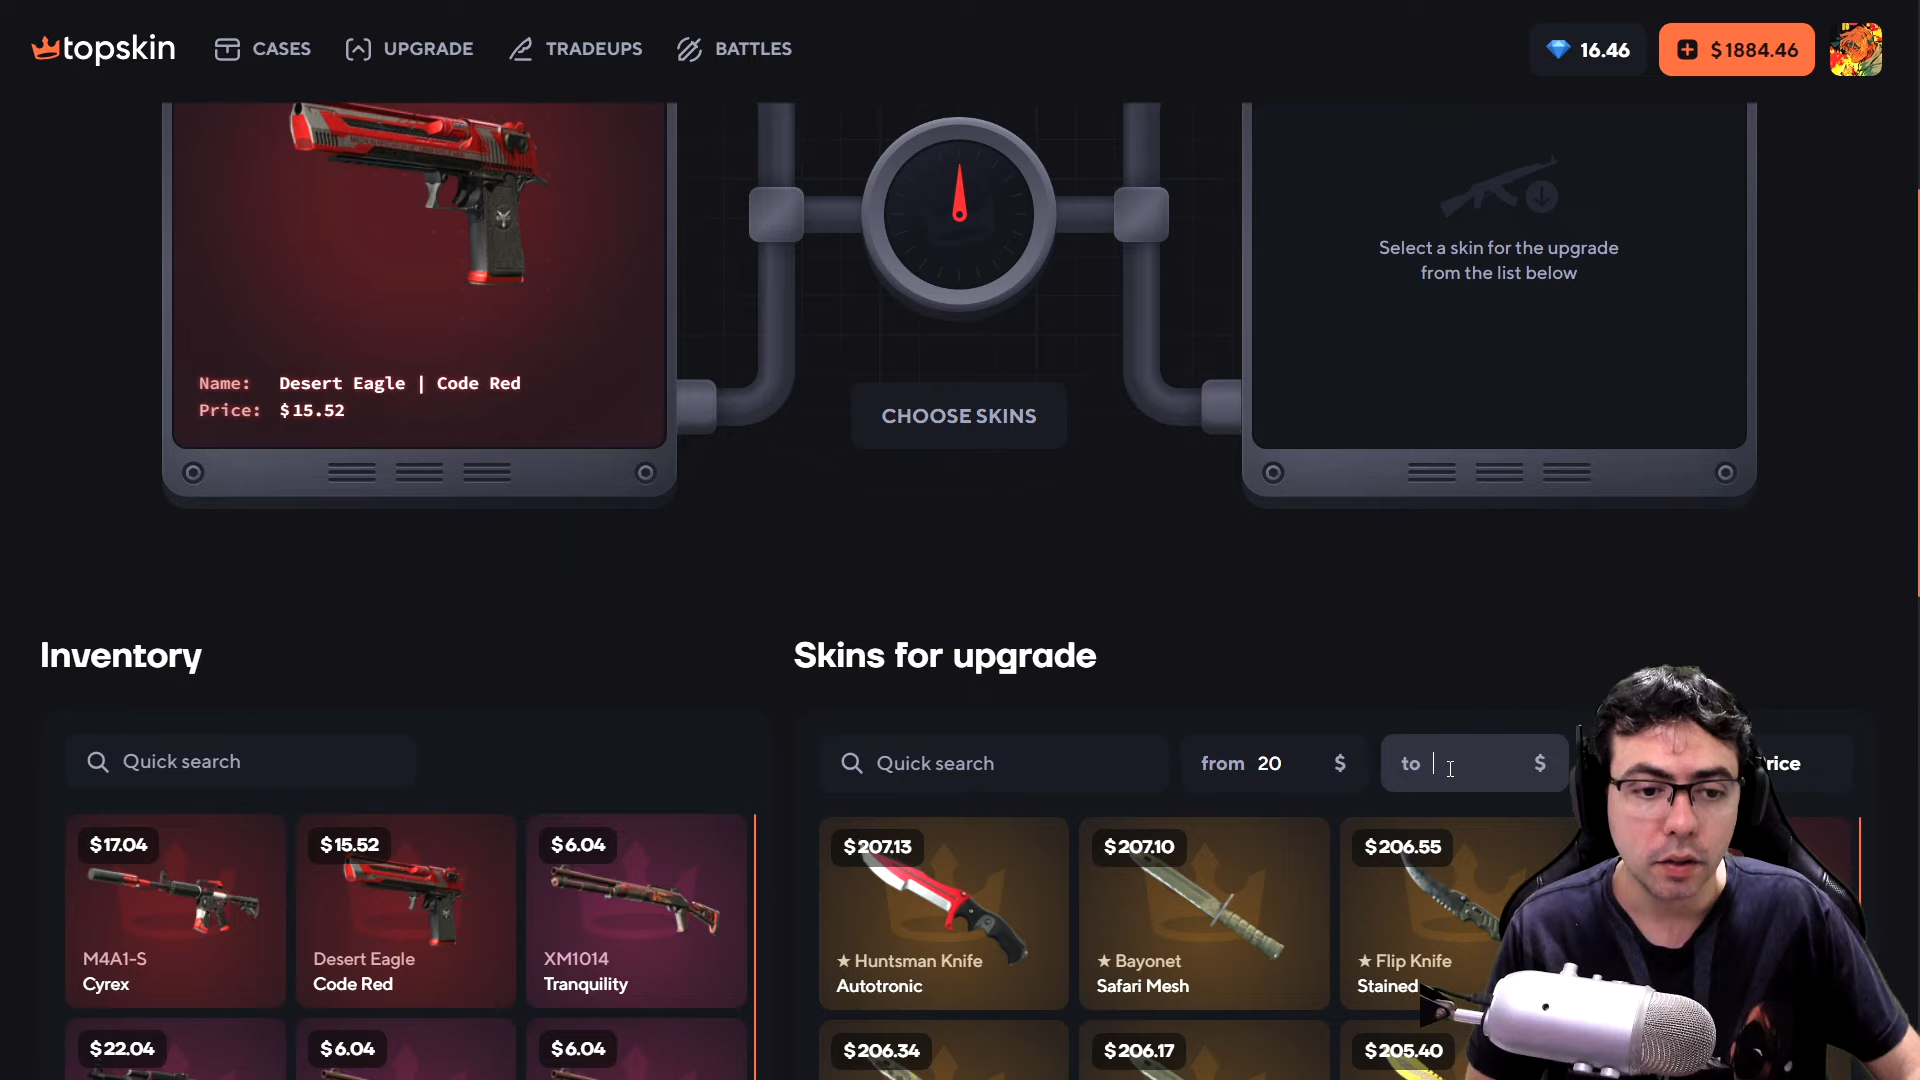 topskin CASES UPGRADE TRADEUPS BATTLES 16.46 $1884.46
Select a skin for the upgrade
from the list below
Name: Desert Eagle | Code Red
Price: $15.52
CHOOSE SKINS
Inventory
Skins for upgrade
Quick search
Quick search
from 20 $
to $
rice
$17.04
M4A1-S
Cyrex
$15.52
Desert Eagle
Code Red
$6.04
XM1014
Tranquility
$207.13
★ Huntsman Knife
Autotronic
$207.10
★ Bayonet
Safari Mesh
$206.55
★ Flip Knife
Stained
$22.04
$6.04
$6.04
$206.34
$206.17
$205.40